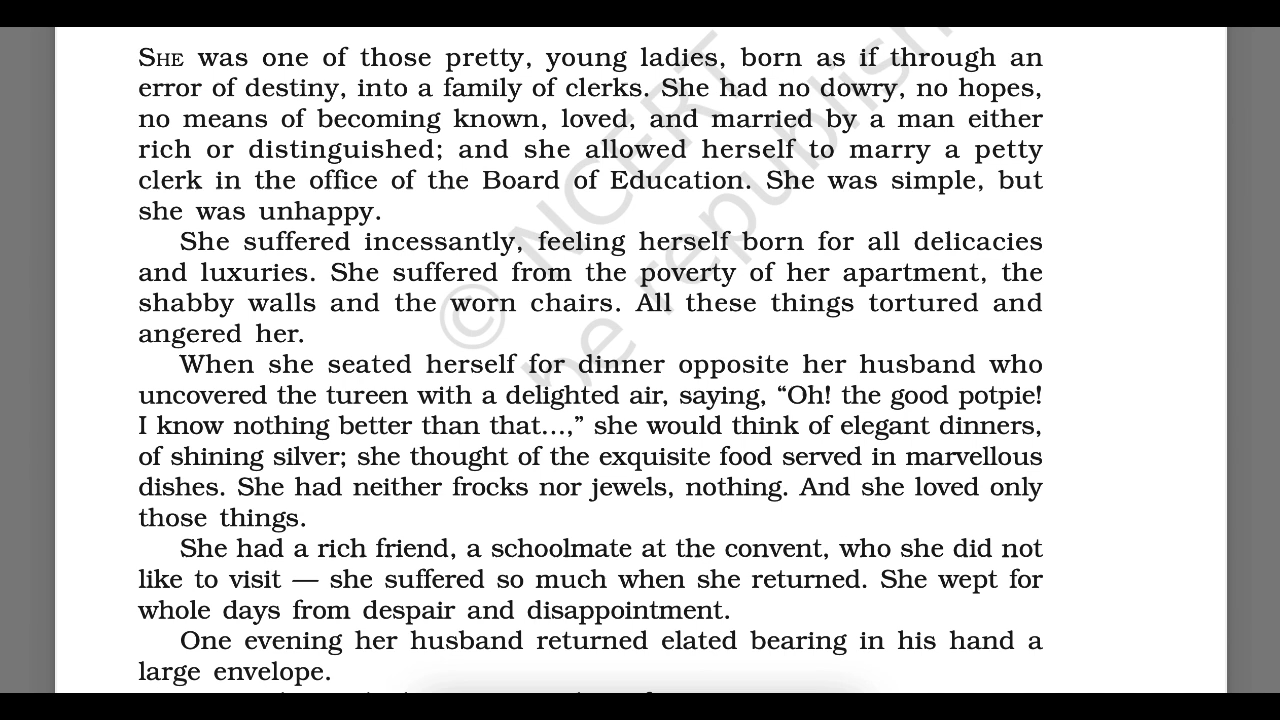 SHE was one of those pretty, young ladies, born as if through an
error of destiny, into a family of clerks. She had no dowry, no hopes,
no means of becoming known, loved, and married by a man either
rich or distinguished; and she allowed herself to marry a petty
clerk in the office of the Board of Education. She was simple, but
she was unhappy.
She suffered incessantly, feeling herself born for all delicacies
and luxuries. She suffered from the poverty of her apartment, the
shabby walls and the worn chairs. All these things tortured and
angered her.
When she seated herself for dinner opposite her husband who
uncovered the tureen with a delighted air, saying, “Oh! the good potpie!
I know nothing better than that...,” she would think of elegant dinners,
of shining silver; she thought of the exquisite food served in marvellous
dishes. She had neither frocks nor jewels, nothing. And she loved only
those things.
She had a rich friend, a schoolmate at the convent, who she did not
like to visit — she suffered so much when she returned. She wept for
whole days from despair and disappointment.
One evening her husband returned elated bearing in his hand a
large envelope.
© NCERT
be republish